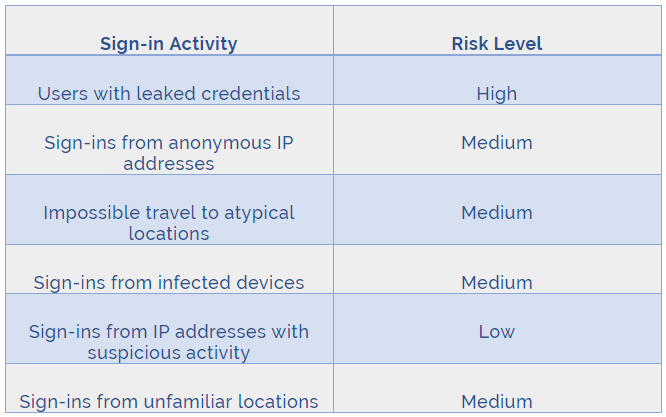 Sign-in Activity
Risk Level
Users with leaked credentials
High
Sign-ins from anonymous IP
addresses
Medium
Impossible travel to atypical
locations
Medium
Sign-ins from infected devices
Medium
Sign-ins from IP addresses with
suspicious activity
Low
Sign-ins from unfamiliar locations
Medium